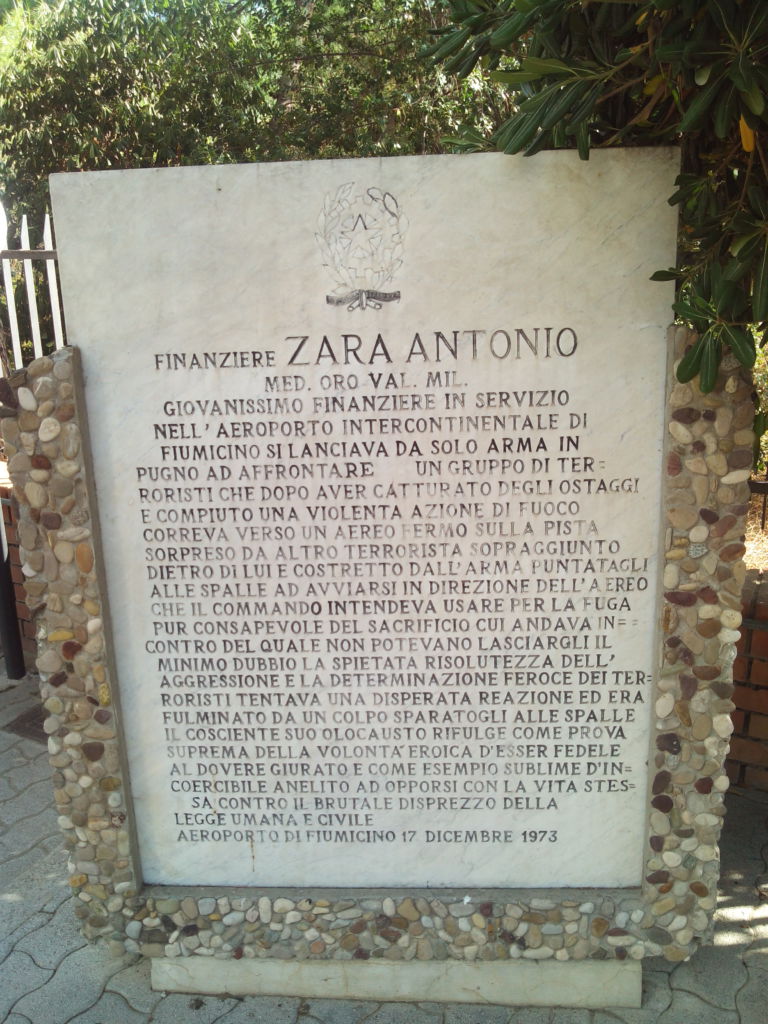 FINANZIERE ZARA ANTONIO
MED. ORO VAL. MIL.
GIOVANISSIMO FINANZIERE IN SERVIZIO
NELL'AEROPORTO INTERCONTINENTALE DI
FIUMICINO SI LANCIAVA DA SOLO ARMA IN
PUGNO AD AFFRONTARE UN GRUPPO DI TER=
RORISTI CHE DOPO AVER CATTURATO DEGLI OSTAGGI
E COMPIUTO UNA VIOLENTA AZIONE DI FUOCO
CORREVA VERSO UN AEREO FERMO SULLA PISTA
SORPRESO DA ALTRO TERRORISTA SOPRAGGIUNTO
DIETRO DI LUI E COSTRETTO DALL'ARMA PUNTATAGLI
ALLE SPALLE AD AVVIARSI IN DIREZIONE DELL'AEREO
CHE IL COMMANDO INTENDEVA USARE PER LA FUGA
PUR CONSAPEVOLE DEL SACRIFICIO CUI ANDAVA IN=
CONTRO DEL QUALE NON POTEVANO LASCIARGLI IL
MINIMO DUBBIO LA SPIETATA RISOLUTEZZA DELL'
AGGRESSIONE E LA DETERMINAZIONE FEROCE DEI TER=
RORISTI TENTAVA UNA DISPERATA REAZIONE ED ERA
FULMINATO DA UN COLPO SPARATOGLI ALLE SPALLE
IL COSCIENTE SUO OLOCAUSTO RIFULGE COME PROVA
SUPREMA DELLA VOLONTA' EROICA D'ESSER FEDELE
AL DOVERE GIURATO E COME ESEMPIO SUBLIME D'IN=
COERCIBILE ANELITO AD OPPORSI CON LA VITA STES=
SA CONTRO IL BRUTALE DISPREZZO DELLA
LEGGE UMANA E CIVILE
AEROPORTO DI FIUMICINO 17 DICEMBRE 1973